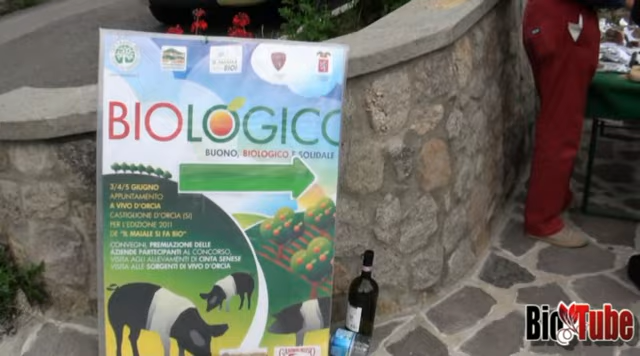 BIOLOGICO
BUONO, BIOLOGICO E SOLIDALE
3/4/5 GIUGNO
APPUNTAMENTO
A VIVO D'ORCIA
CASTIGLIONE D'ORCIA (SI)
PER L'EDIZIONE 2011
DE "IL MAIALE SI FA BIO"
CONVEGNI, PREMIAZIONE DELLE
AZIENDE PARTECIPANTI AL CONCORSO,
VISITA AGLI ALLEVAMENTI DI CINTA SENESE
VISITA ALLE SORGENTI DI VIVO D'ORCIA
BioTube